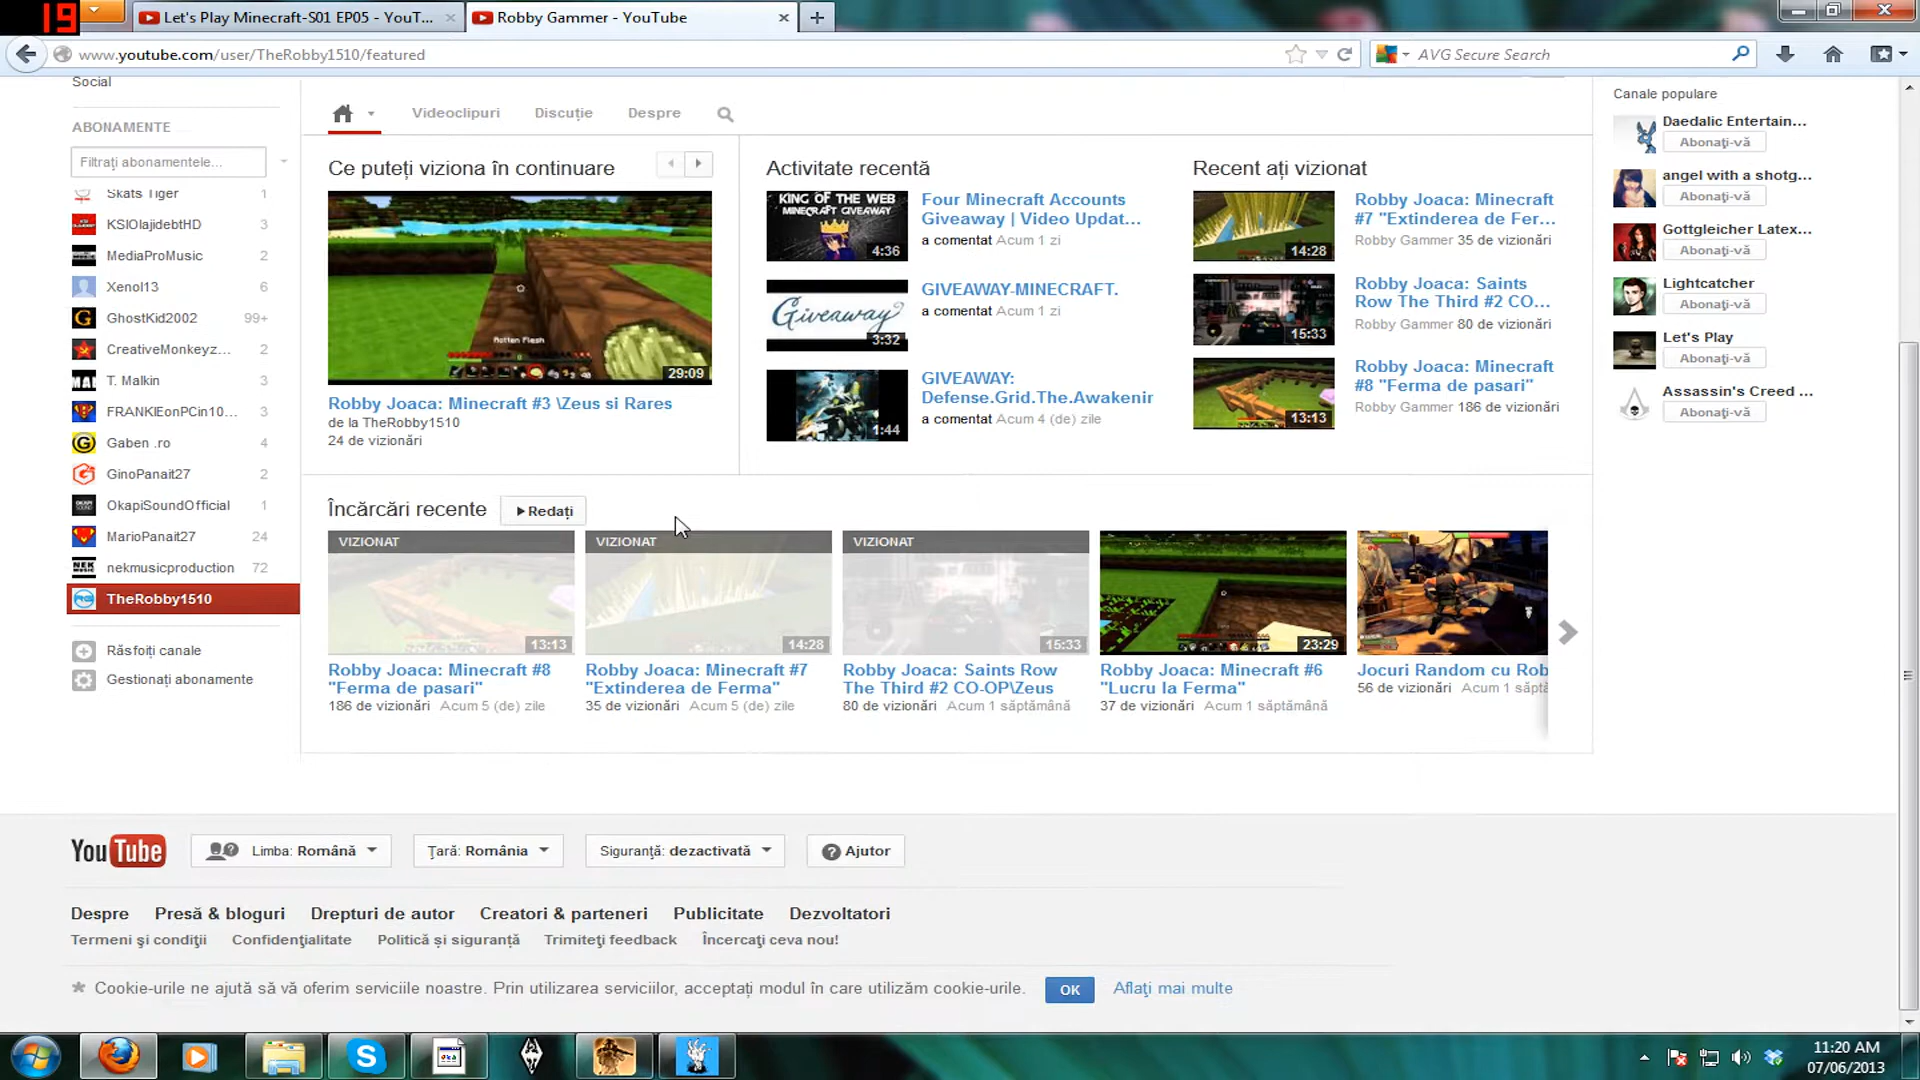 19
Let's Play Minecraft-S01 EP05 - YouT...
Robby Gammer - YouTube
www.youtube.com/user/TheRobby1510/featured
AVG Secure Search
Social
ABONAMENTE
Filtrați abonamentele...
Skats Tiger 1
KSIOlajidebtHD 3
MediaProMusic 2
Xenol13 6
GhostKid2002 99+
CreativeMonkeyz... 2
T. Malkin 3
FRANKIEonPCin10... 3
Gaben .ro 4
GinoPanait27 2
OkapiSoundOfficial 1
MarioPanait27 24
nekmusicproduction 72
TheRobby1510
Răsfoiți canale
Gestionați abonamente
Videoclipuri
Discuție
Despre
Ce puteți viziona în continuare
Rotten Flesh
29:09
Robby Joaca: Minecraft #3 \Zeus si Rares
de la TheRobby1510
24 de vizionări
Activitate recentă
KING OF THE WEB
MINECRAFT GIVEAWAY
4:36
Four Minecraft Accounts
Giveaway | Video Updat...
a comentat Acum 1 zi
Giveaway
3:32
GIVEAWAY-MINECRAFT.
a comentat Acum 1 zi
1:44
GIVEAWAY:
Defense.Grid.The.Awakenin
a comentat Acum 4 (de) zile
Recent ați vizionat
14:28
Robby Joaca: Minecraft
#7 "Extinderea de Fer...
Robby Gammer 35 de vizionări
15:33
Robby Joaca: Saints
Row The Third #2 CO...
Robby Gammer 80 de vizionări
13:13
Robby Joaca: Minecraft
#8 "Ferma de pasari"
Robby Gammer 186 de vizionări
Încărcări recente
Redați
VIZIONAT
13:13
Robby Joaca: Minecraft #8
"Ferma de pasari"
186 de vizionări Acum 5 (de) zile
VIZIONAT
14:28
Robby Joaca: Minecraft #7
"Extinderea de Ferma"
35 de vizionări Acum 5 (de) zile
VIZIONAT
15:33
Robby Joaca: Saints Row
The Third #2 CO-OP\Zeus
80 de vizionări Acum 1 săptămână
23:29
Robby Joaca: Minecraft #6
"Lucru la Ferma"
37 de vizionări Acum 1 săptămână
Jocuri Random cu Rob
56 de vizionări Acum 1 săptă
Canale populare
Daedalic Entertain...
Abonați-vă
angel with a shotg...
Abonați-vă
Gottgleicher Latex...
Abonați-vă
Lightcatcher
Abonați-vă
Let's Play
Abonați-vă
Assassin's Creed ...
Abonați-vă
YouTube
Limba: Română
Țară: România
Siguranță: dezactivată
Ajutor
Despre
Presă & bloguri
Drepturi de autor
Creatori & parteneri
Publicitate
Dezvoltatori
Termeni şi condiţii
Confidenţialitate
Politică și siguranță
Trimiteţi feedback
Încercaţi ceva nou!
* Cookie-urile ne ajută să vă oferim serviciile noastre. Prin utilizarea serviciilor, acceptați modul în care utilizăm cookie-urile.
OK
Aflaţi mai multe
11:20 AM
07/06/2013